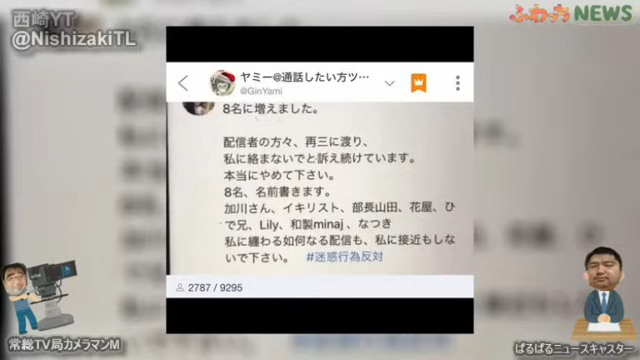 西崎YT
@NishizakiTL
ふわっちNEWS
ヤミー@通話したい方ツ…
@GinYami
8名に増えました。
配信者の方々、再三に渡り、
私に絡まないでと訴え続けています。
本当にやめて下さい。
8名、名前書きます。
加川さん、イキリスト、部長山田、花屋、ひ
で兄、Lily、和製minaj 、なつき
私に纏わる如何なる配信も、私に接近もしな
いで下さい。 #迷惑行為反対
2787 / 9295
常総TV局カメラマンM
ぱるぱるニュースキャスター